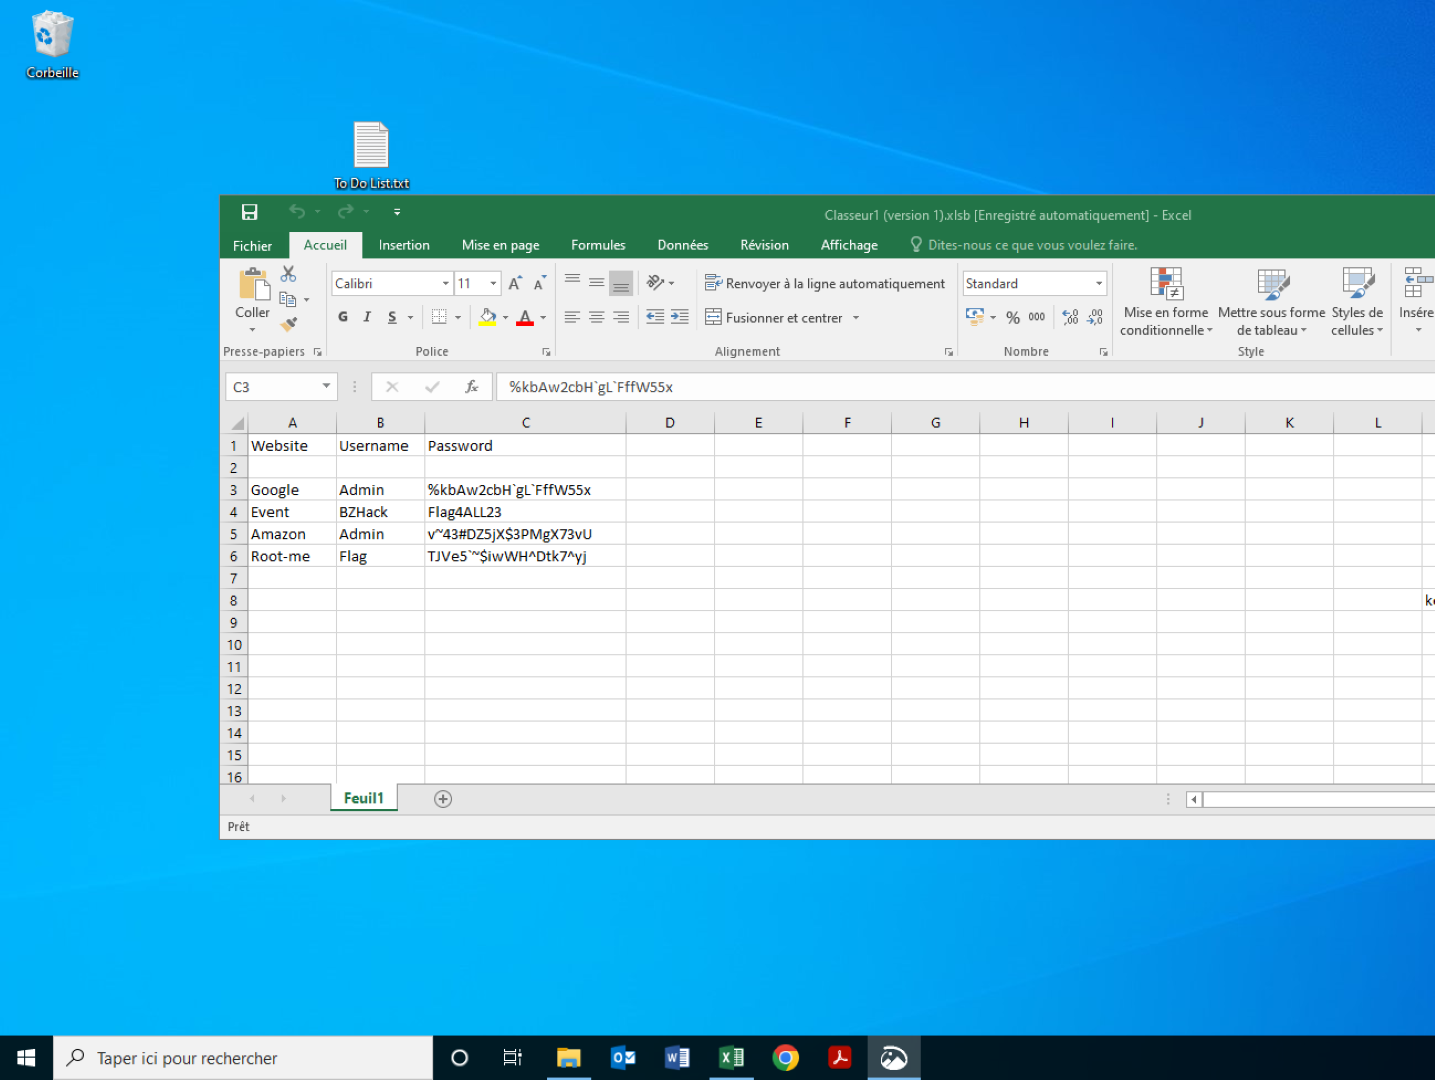 Corbeille
To Do List.txt
Classeur1 (version 1).xlsb [Enregistré automatiquement] - Excel
Fichier Accueil Insertion Mise en page Formules Données Révision Affichage Dites-nous ce que vous voulez faire.
Calibri 11 A A Renvoyer à la ligne automatiquement Standard
Coller G I S A Fusionner et centrer % 000 ,00 ,00 Mise en forme conditionnelle Mettre sous forme de tableau Styles de cellules
Presse-papiers Police Alignement Nombre Style
C3 fx %kbAw2cbH`gL`FffW55x
A B C D E F G H I J K L
1 Website Username Password
2
3 Google Admin %kbAw2cbH`gL`FffW55x
4 Event BZHack Flag4ALL23
5 Amazon Admin v~43#DZ5jX$3PMgX73vU
6 Root-me Flag TJVe5`~$iwWH^Dtk7^yj
7
8
9
10
11
12
13
14
15
16
Feuil1
Prêt
Taper ici pour rechercher